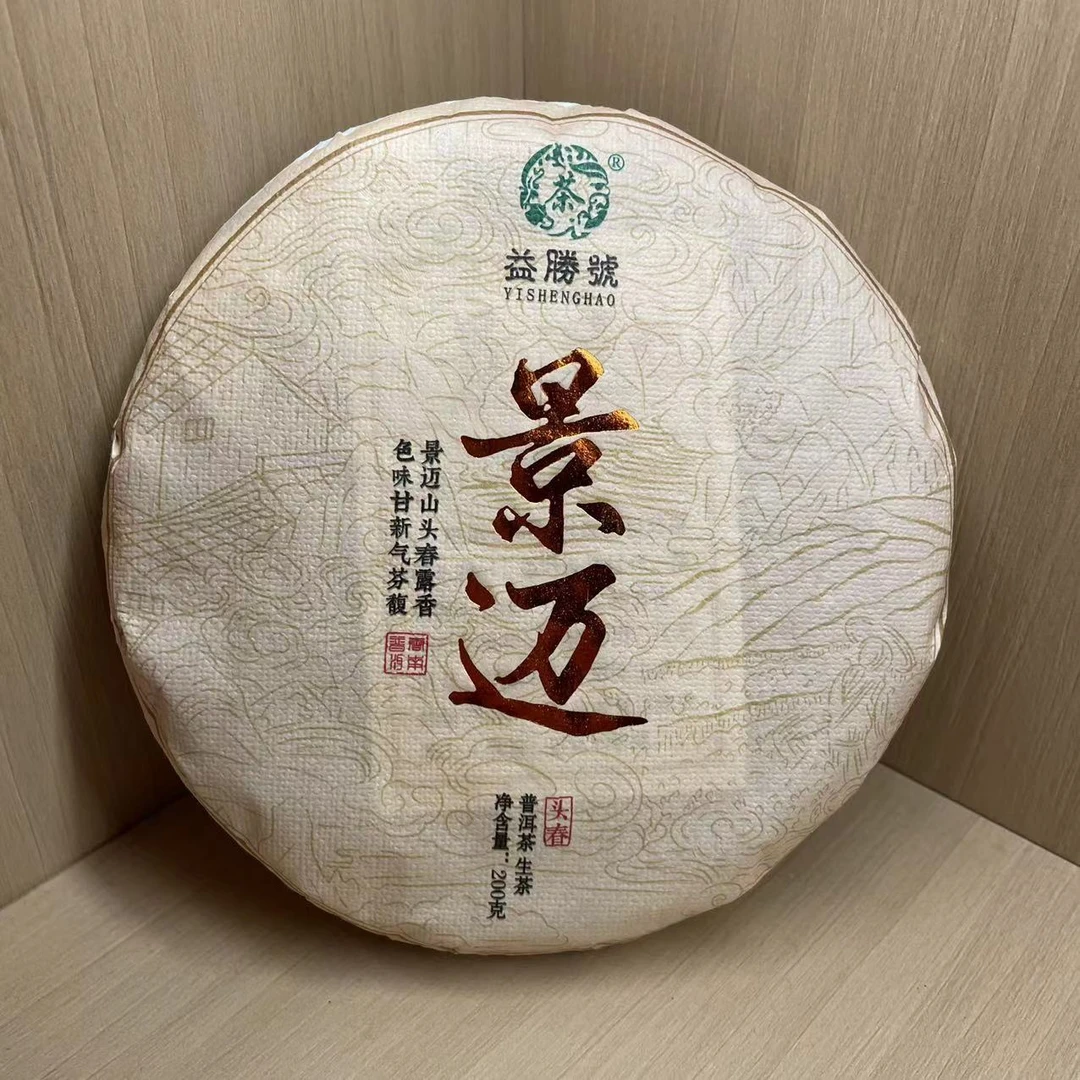 茶
®
益勝號
YISHENGHAO
景迈
景迈山头春露香
色味甘新气芬馥
头春
普洱茶 生茶
净含量：200克